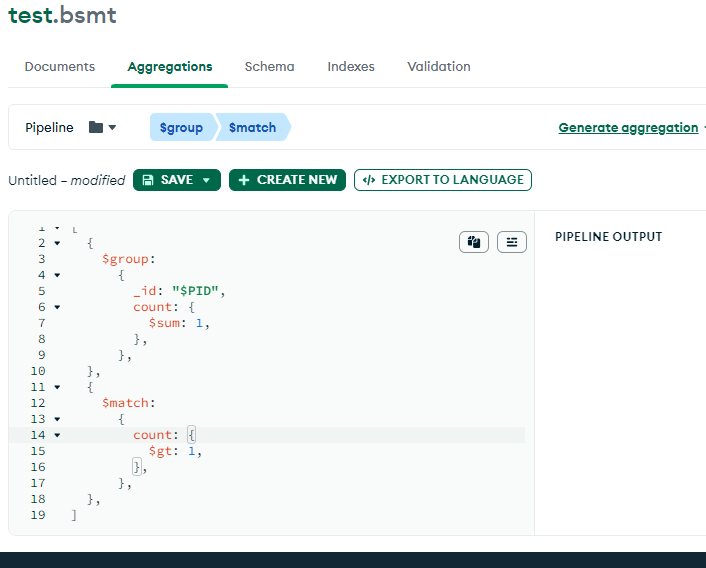 test.bsmt
Documents Aggregations Schema Indexes Validation
Pipeline $group $match Generate aggregation
Untitled – modified SAVE + CREATE NEW </> EXPORT TO LANGUAGE
PIPELINE OUTPUT
1 [
2 {
3 $group:
4 {
5 _id: "$PID",
6 count: {
7 $sum: 1,
8 },
9 },
10 },
11 {
12 $match:
13 {
14 count: {
15 $gt: 1,
16 },
17 },
18 },
19 ]